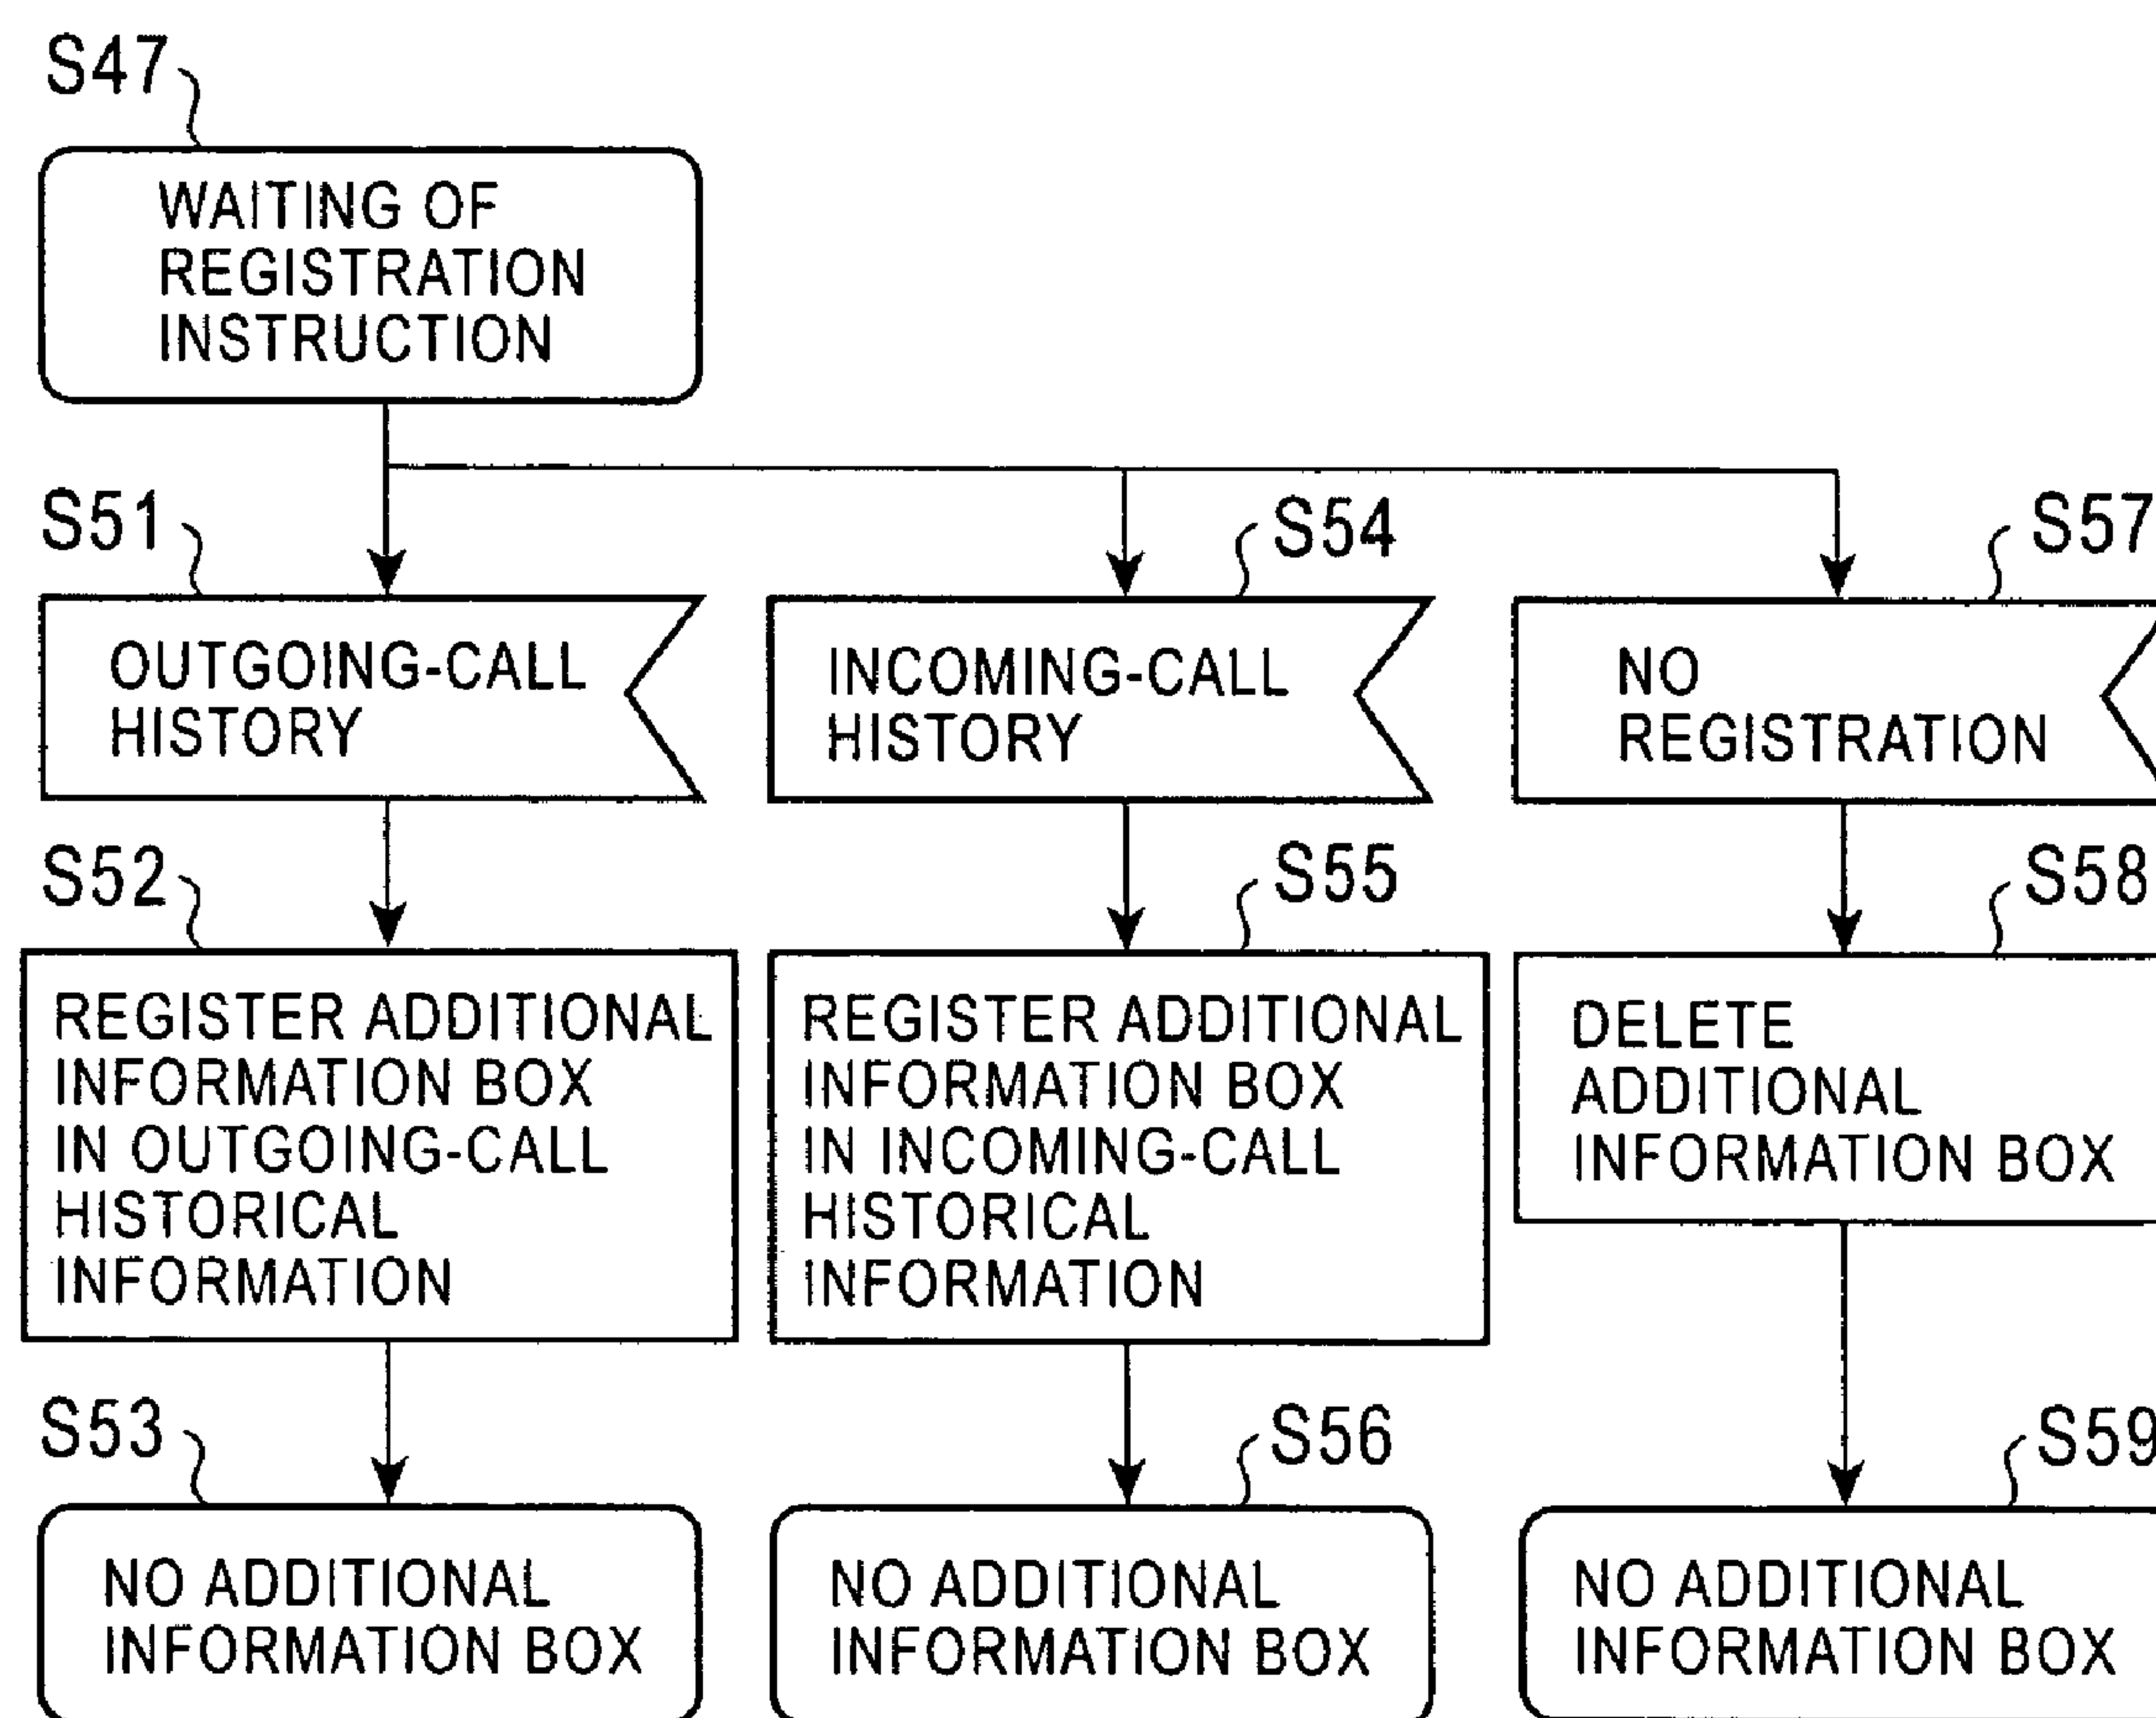 S47
WAITING OF
REGISTRATION
INSTRUCTION
S51
S54
S57
OUTGOING-CALL
HISTORY
INCOMING-CALL
HISTORY
NO
REGISTRATION
S52
S55
S58
REGISTER ADDITIONAL
INFORMATION BOX
IN OUTGOING-CALL
HISTORICAL
INFORMATION
REGISTER ADDITIONAL
INFORMATION BOX
IN INCOMING-CALL
HISTORICAL
INFORMATION
DELETE
ADDITIONAL
INFORMATION BOX
S53
S56
S59
NO ADDITIONAL
INFORMATION BOX
NO ADDITIONAL
INFORMATION BOX
NO ADDITIONAL
INFORMATION BOX